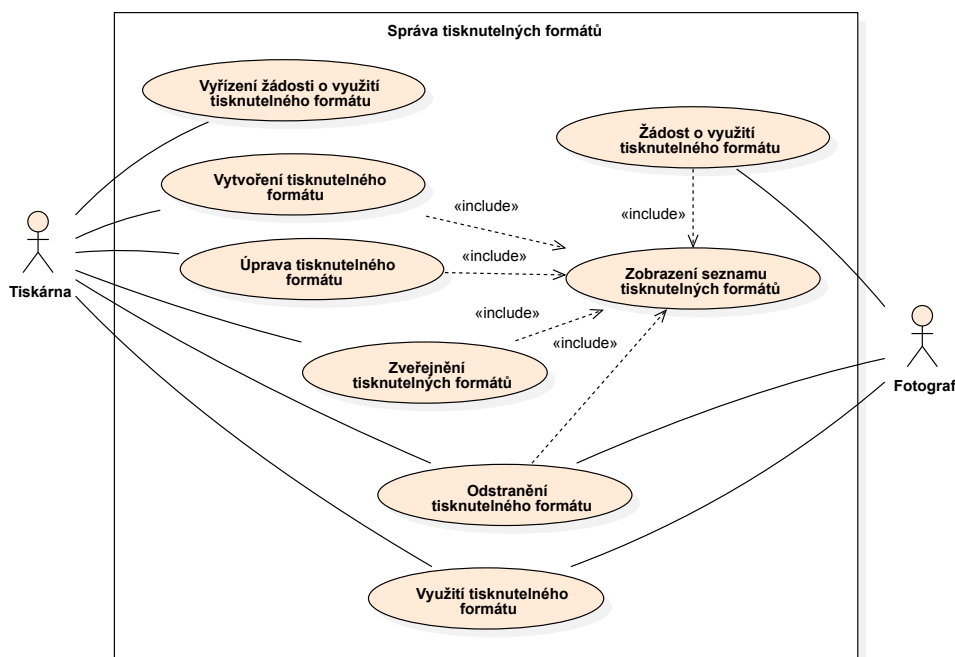 Správa tisknutelných formátů
Vyřízení žádosti o využití
tisknutelného formátu
Žádost o využití
tisknutelného formátu
Vytvoření tisknutelného
formátu
«include»
«include»
Úprava tisknutelného
formátu
«include»
Zobrazení seznamu
tisknutelných formátů
Tiskárna
«include»
«include»
Zveřejnění
tisknutelných formátů
Fotograf
Odstranění
tisknutelného formátu
Využití tisknutelného
formátu